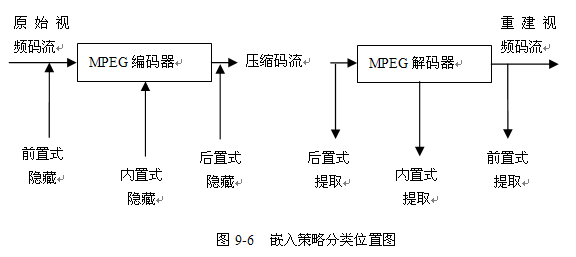 原 始 视
频码流
MPEG 编码器
压缩码流
MPEG 解码器
重 建 视
频码流
前置式
隐藏
内置式
隐藏
后置式
隐藏
后置式
提取
内置式
提取
前置式
提取
图 9-6 嵌入策略分类位置图